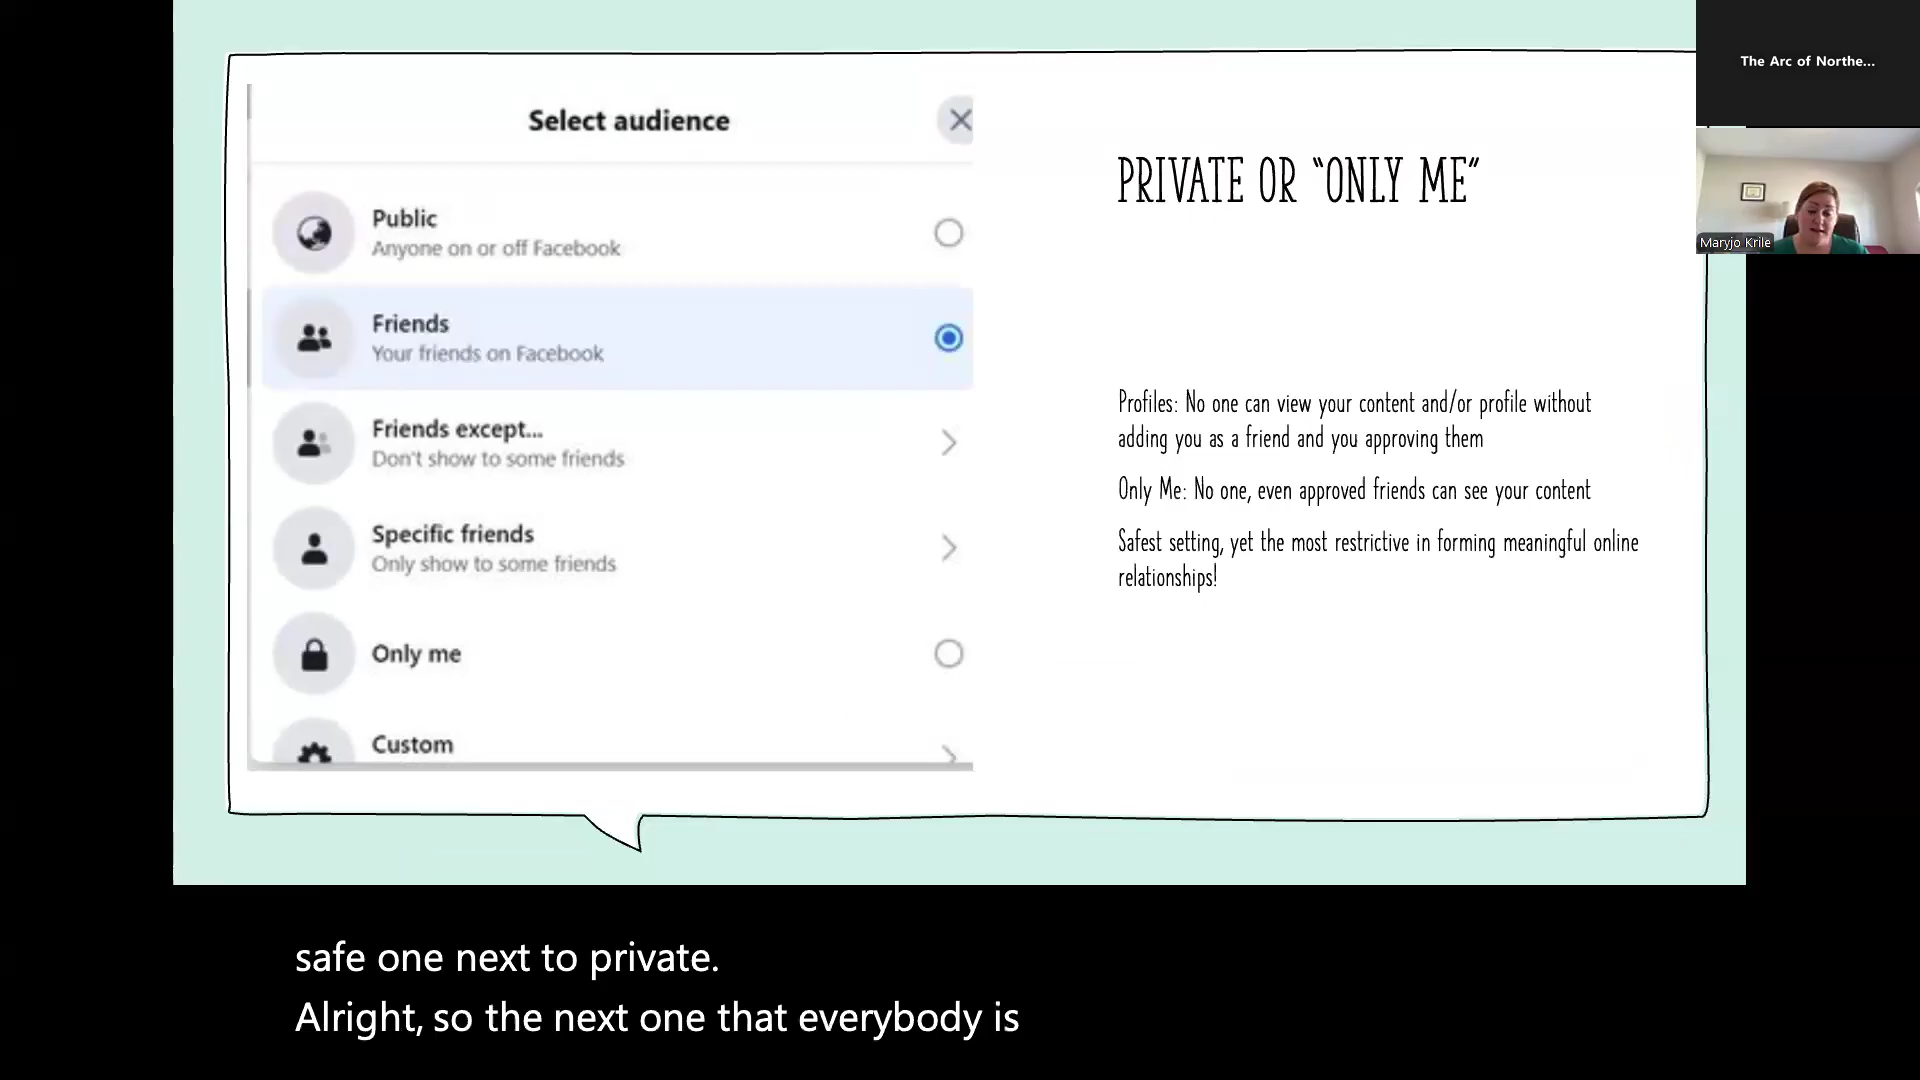 Select audience
Public
Anyone on or off Facebook
Friends
Your friends on Facebook
Friends except...
Don't show to some friends
Specific friends
Only show to some friends
Only me
Custom
PRIVATE OR “ONLY ME”
Profiles: No one can view your content and/or profile without
adding you as a friend and you approving them
Only Me: No one, even approved friends can see your content
Safest setting, yet the most restrictive in forming meaningful online
relationships!
The Arc of Northe...
Maryjo Krile
safe one next to private.
Alright, so the next one that everybody is